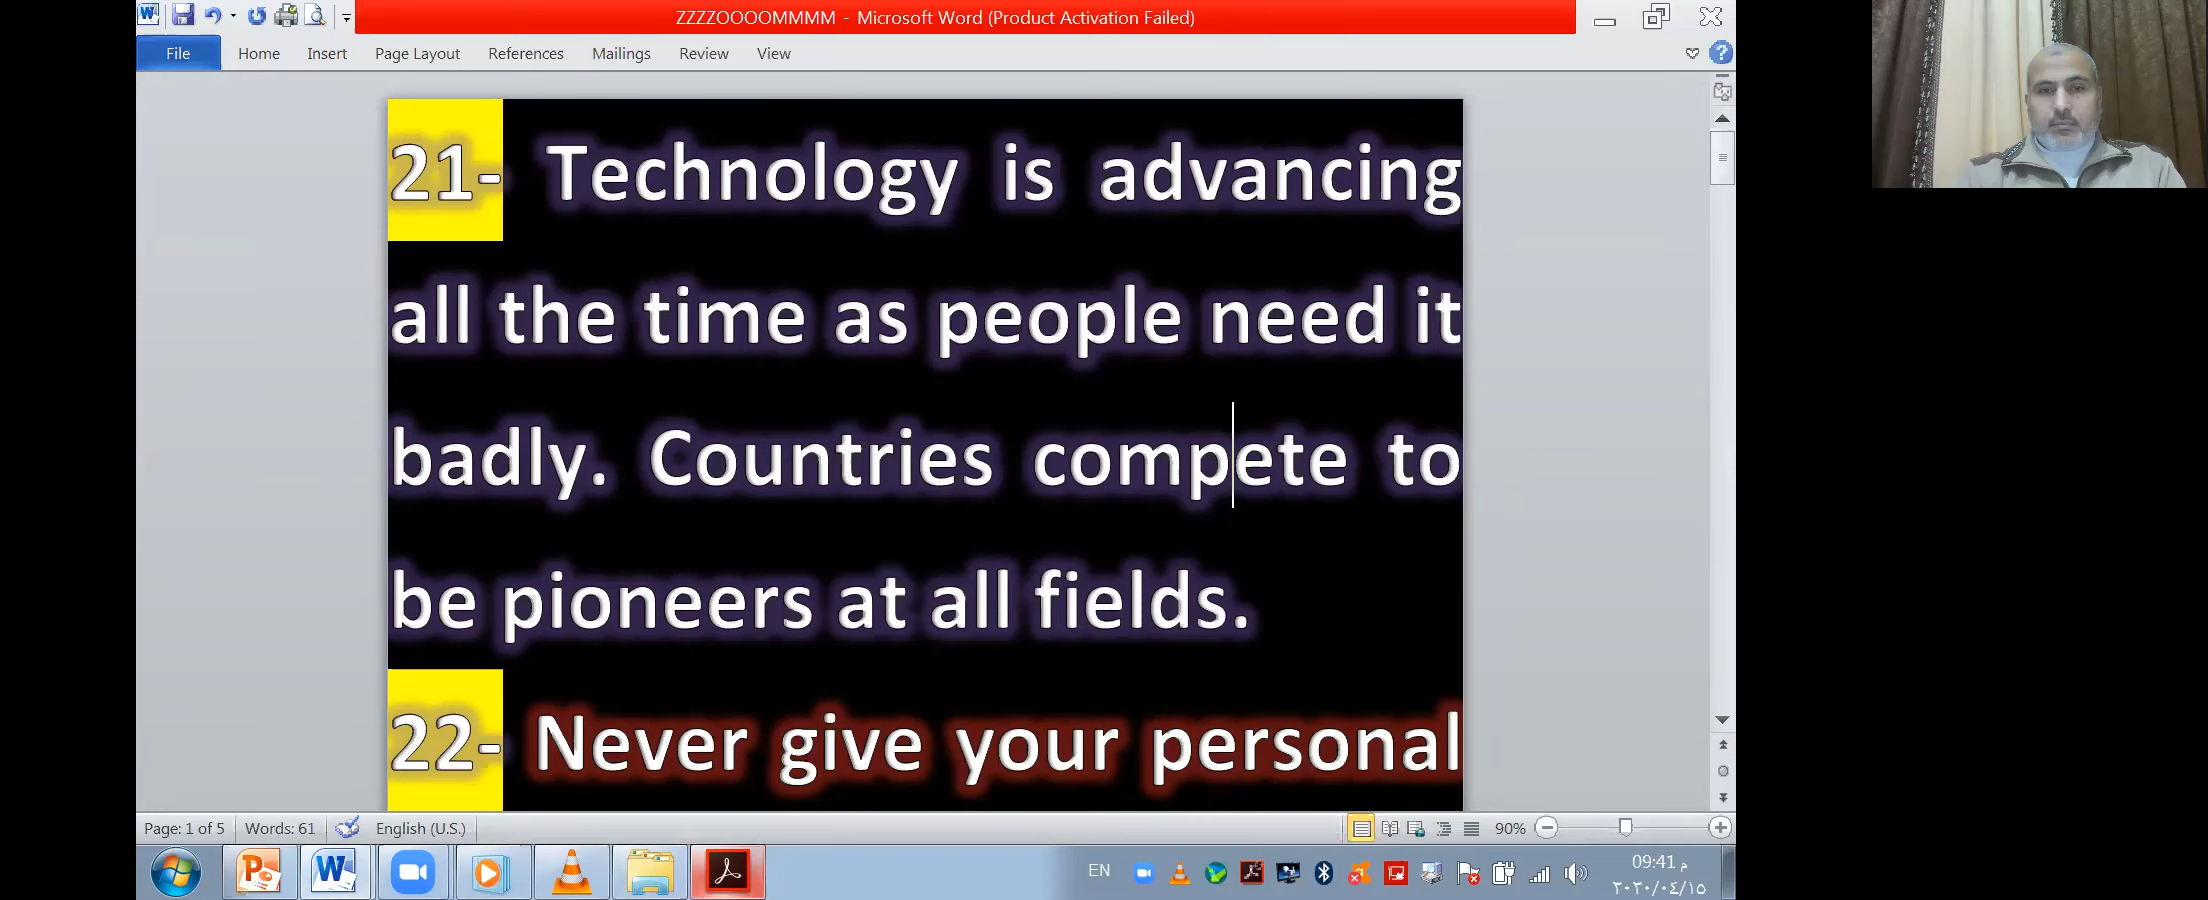 ZZZZOOOOMMMM - Microsoft Word (Product Activation Failed)
File Home Insert Page Layout References Mailings Review View
21- Technology is advancing
all the time as people need it
badly. Countries compete to
be pioneers at all fields.
22- Never give your personal
Page: 1 of 5 Words: 61 English (U.S.) 90%
EN 09:41 م
٢٠٢٠/٠٤/١٥